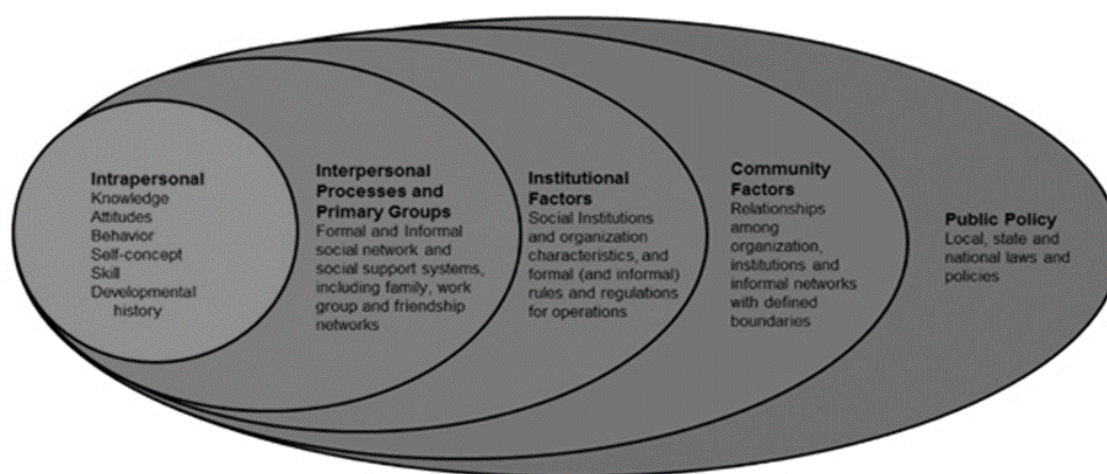 Intrapersonal
Knowledge
Attitudes
Behavior
Self-concept
Skill
Developmental
history
Interpersonal
Processes and
Primary Groups
Formal and Informal
social network and
social support systems,
including family, work
group and friendship
networks
Institutional
Factors
Social Institutions
and organization
characteristics, and
formal (and informal)
rules and regulations
for operations
Community
Factors
Relationships
among
organization,
institutions and
informal networks
with defined
boundaries
Public Policy
Local, state and
national laws and
policies